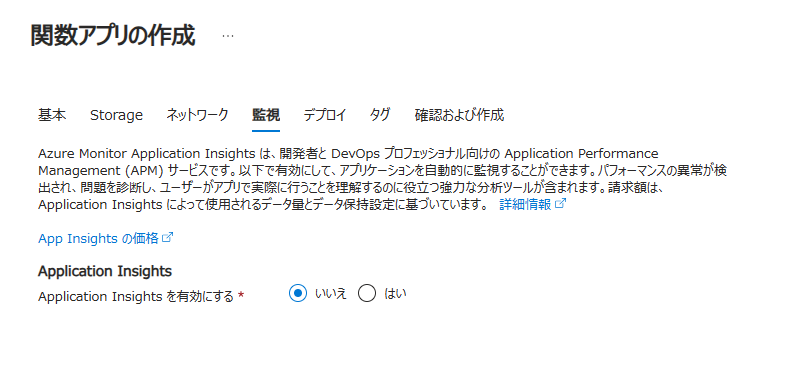 関数アプリの作成 …
基本 Storage ネットワーク 監視 デプロイ タグ 確認および作成
Azure Monitor Application Insights は、開発者と DevOps プロフェッショナル向けの Application Performance
Management (APM) サービスです。以下で有効にして、アプリケーションを自動的に監視することができます。パフォーマンスの異常が検
出され、問題を診断し、ユーザーがアプリで実際に行うことを理解するのに役立つ強力な分析ツールが含まれます。請求額は、
Application Insights によって使用されるデータ量とデータ保持設定に基づいています。 詳細情報
App Insights の価格
Application Insights
Application Insights を有効にする * いいえ はい